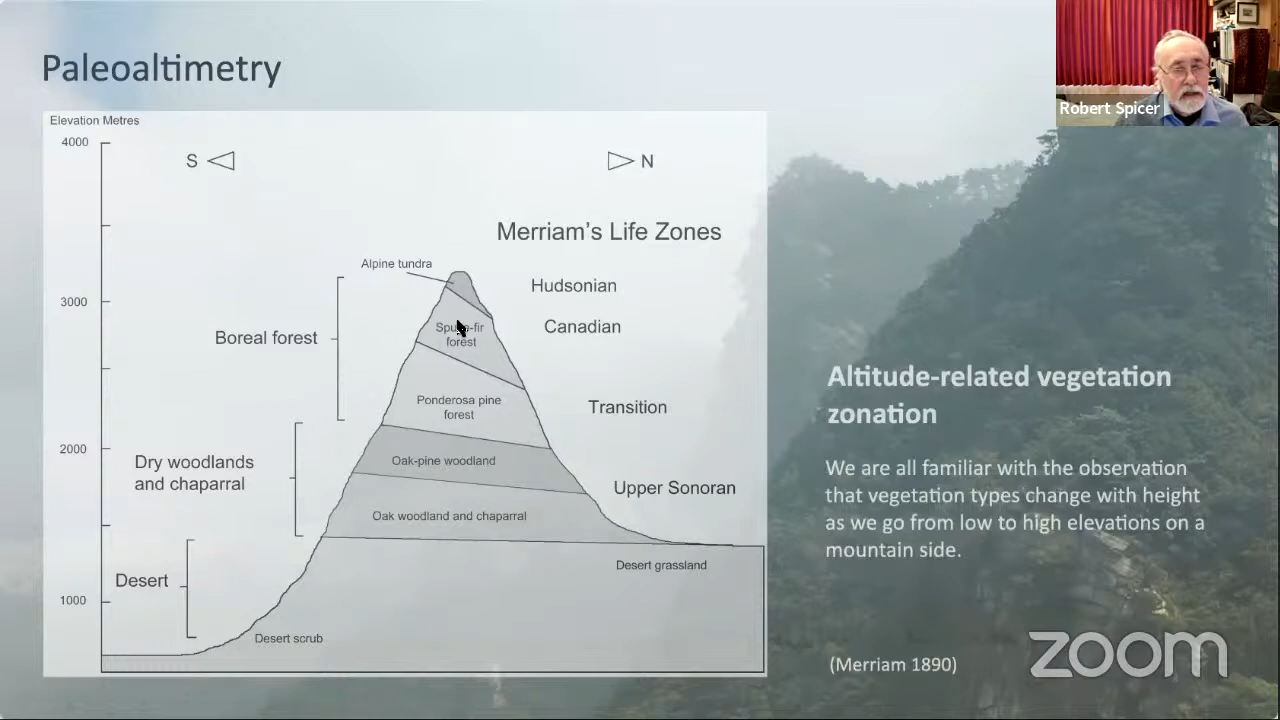 Paleoaltimetry
Robert Spicer
Elevation Metres
4000
S
N
Merriam's Life Zones
Alpine tundra
Hudsonian
3000
Canadian
fir
forest
Boreal forest
Ponderosa pine
forest
Transition
2000
Oak-pine woodland
Dry woodlands
and chaparral
Upper Sonoran
Oak woodland and chaparral
Desert grassland
Desert
1000
Desert scrub
Altitude-related vegetation
zonation
We are all familiar with the observation
that vegetation types change with height
as we go from low to high elevations on a
mountain side.
(Merriam 1890)
zoom